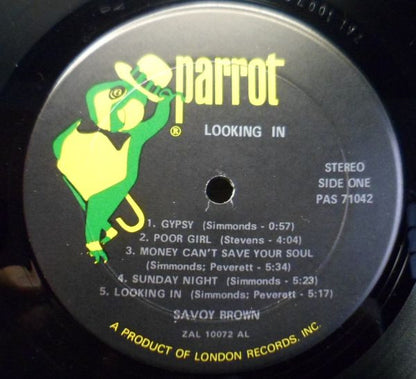 parrot
®
LOOKING IN
STEREO
SIDE ONE
PAS 71042
1. GYPSY (Simmonds - 0:57)
2. POOR GIRL (Stevens - 4:04)
3. MONEY CAN'T SAVE YOUR SOUL
(Simmonds; Peverett - 5:34)
4. SUNDAY NIGHT (Simmonds - 5:23)
5. LOOKING IN (Simmonds; Peverett - 5:17)
SAVOY BROWN
ZAL 10072 AL
A PRODUCT OF LONDON RECORDS, INC.